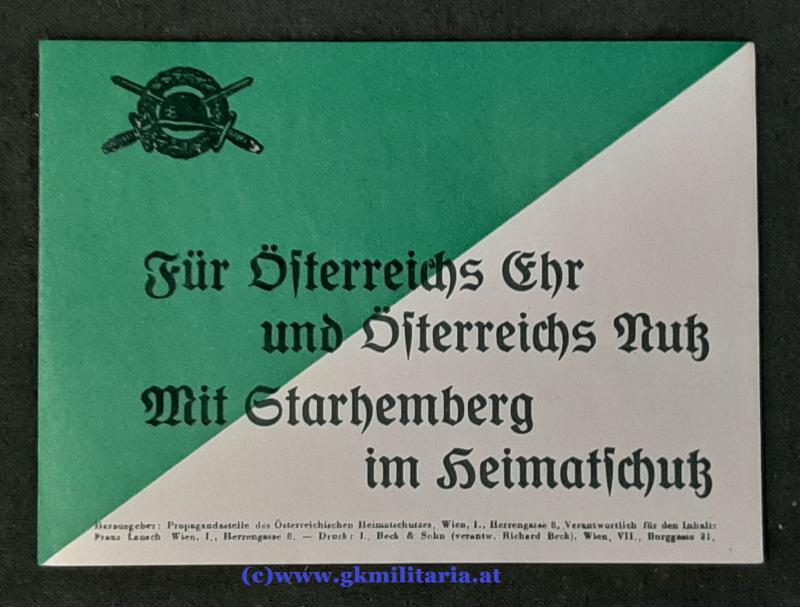 Für Österreichs Ehr
und Österreichs Nutz
Mit Starhemberg
im Heimatschutz
Herausgeber: Propagandastelle des Österreichischen Heimatschutzes, Wien, I., Herrengasse 8, Verantwortlich für den Inhalt:
Franz Lausch Wien, I., Herrengasse 8. — Druck: I. Beck & Sohn (verantw. Richard Beck), Wien, VII., Burggasse 21.
(c)www.gkmilitaria.at